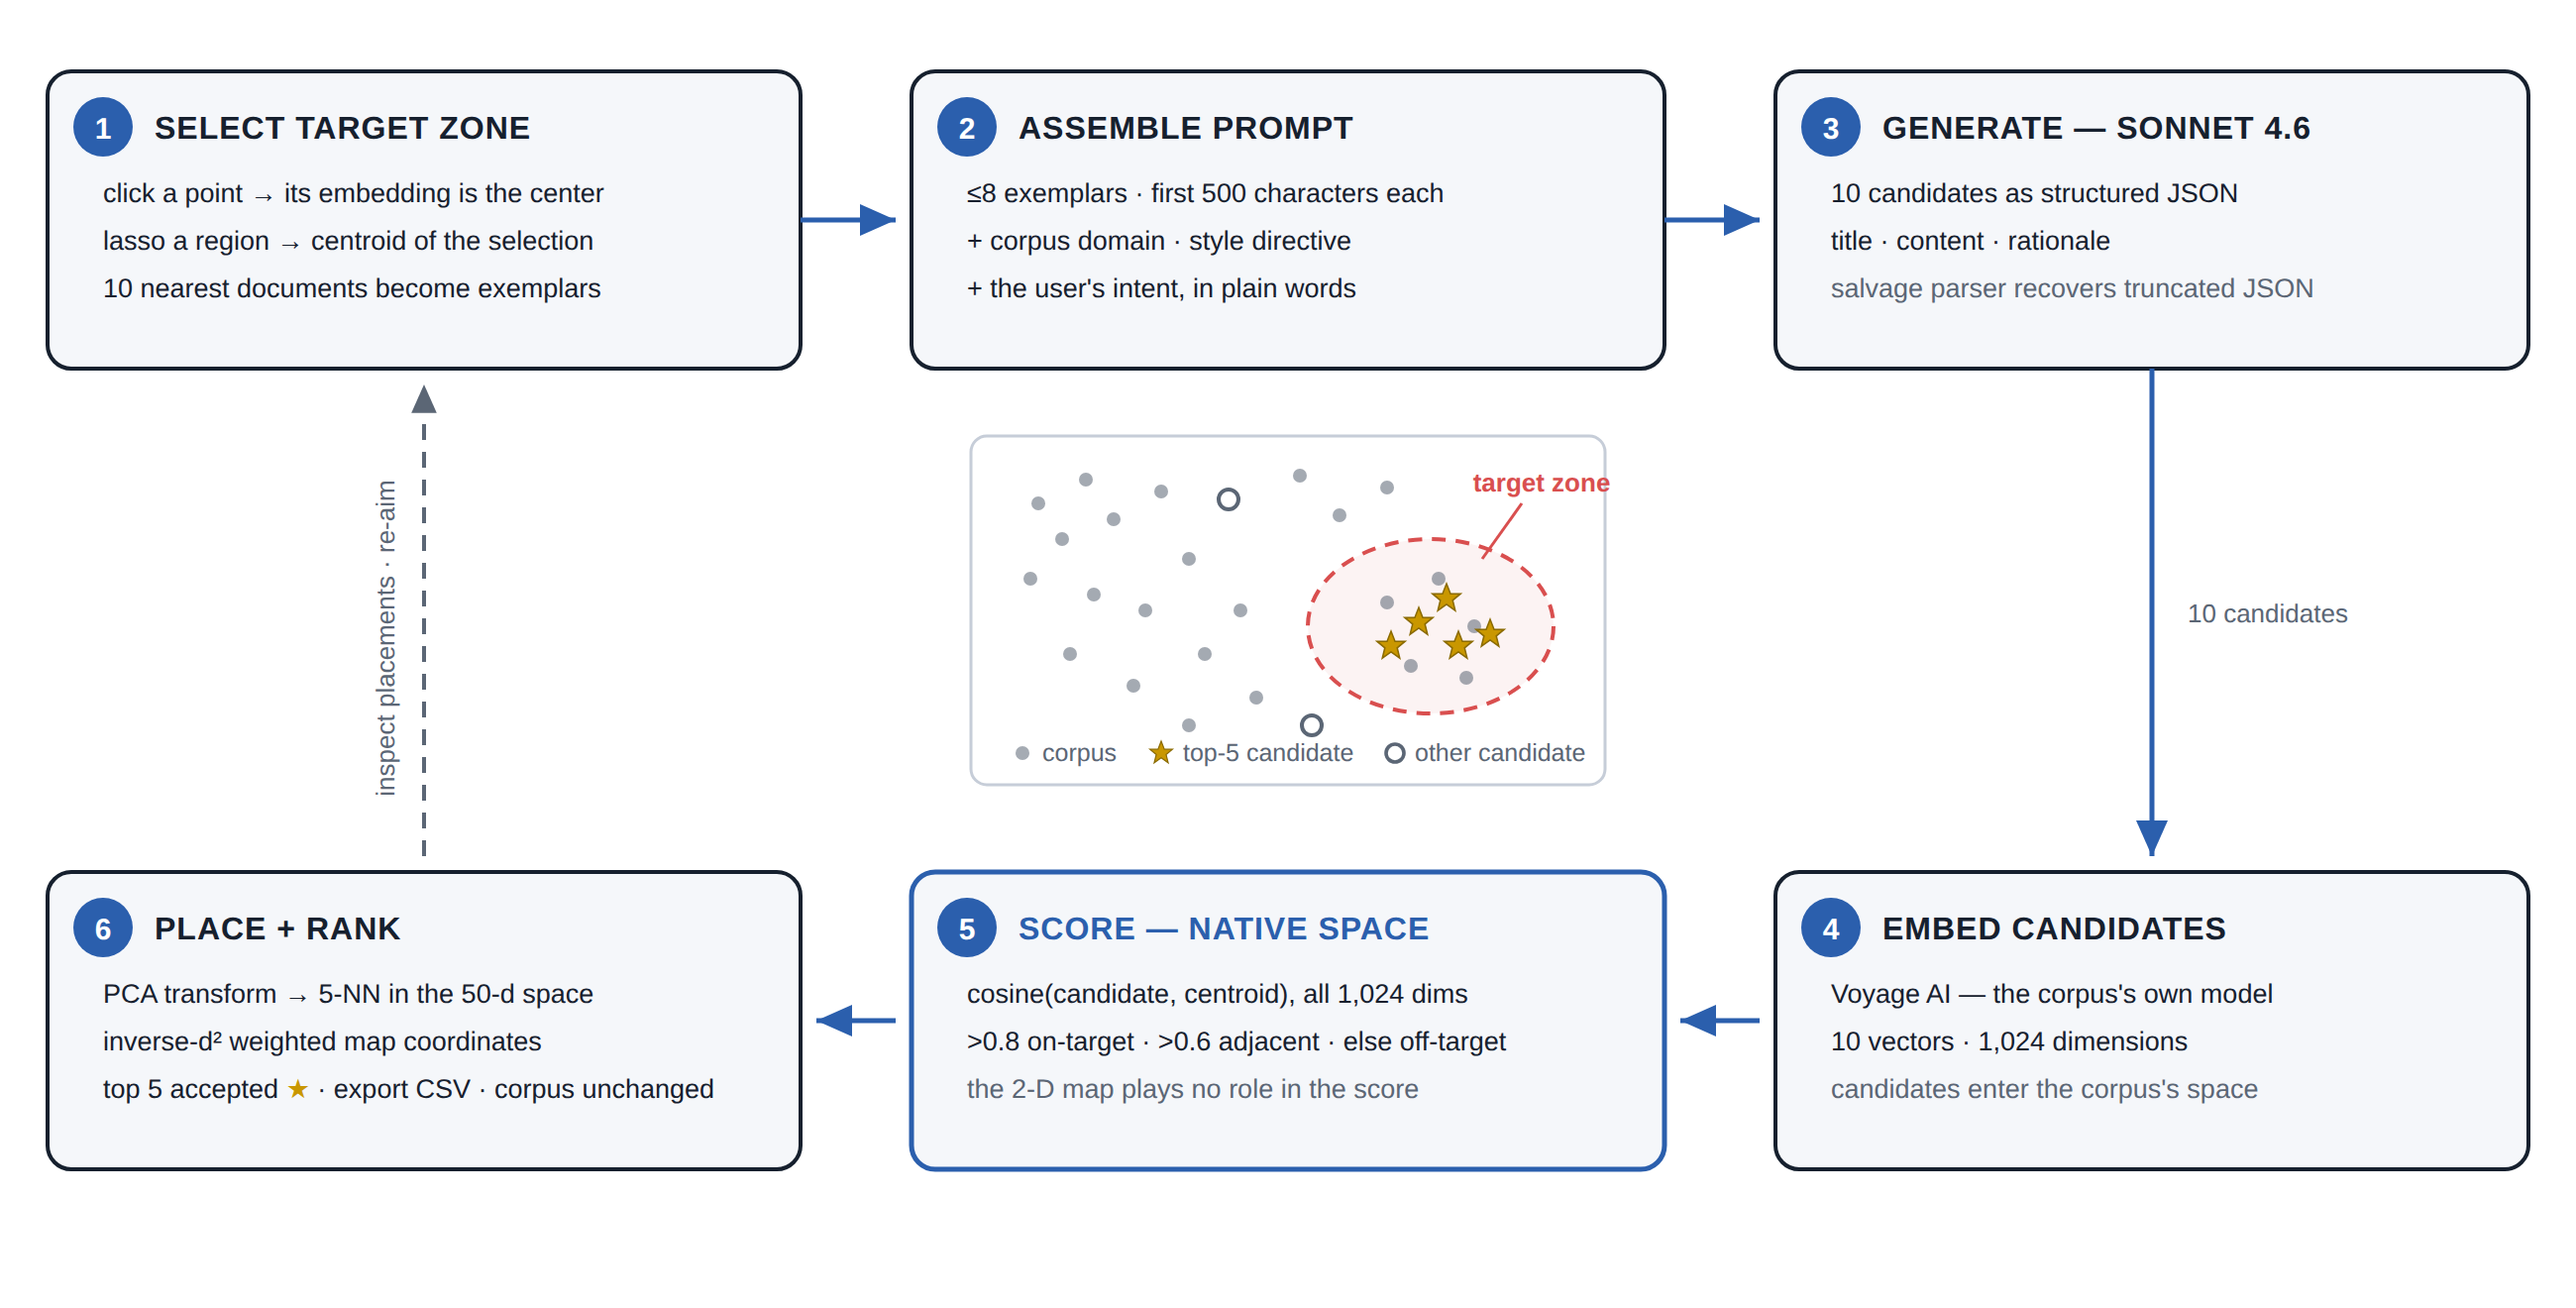 1 SELECT TARGET ZONE
click a point → its embedding is the center
lasso a region → centroid of the selection
10 nearest documents become exemplars
2 ASSEMBLE PROMPT
≤8 exemplars · first 500 characters each
+ corpus domain · style directive
+ the user's intent, in plain words
3 GENERATE — SONNET 4.6
10 candidates as structured JSON
title · content · rationale
salvage parser recovers truncated JSON
inspect placements · re-aim
target zone
corpus ★ top-5 candidate other candidate
10 candidates
6 PLACE + RANK
PCA transform → 5-NN in the 50-d space
inverse-d² weighted map coordinates
top 5 accepted ★ · export CSV · corpus unchanged
5 SCORE — NATIVE SPACE
cosine(candidate, centroid), all 1,024 dims
>0.8 on-target · >0.6 adjacent · else off-target
the 2-D map plays no role in the score
4 EMBED CANDIDATES
Voyage AI — the corpus's own model
10 vectors · 1,024 dimensions
candidates enter the corpus's space